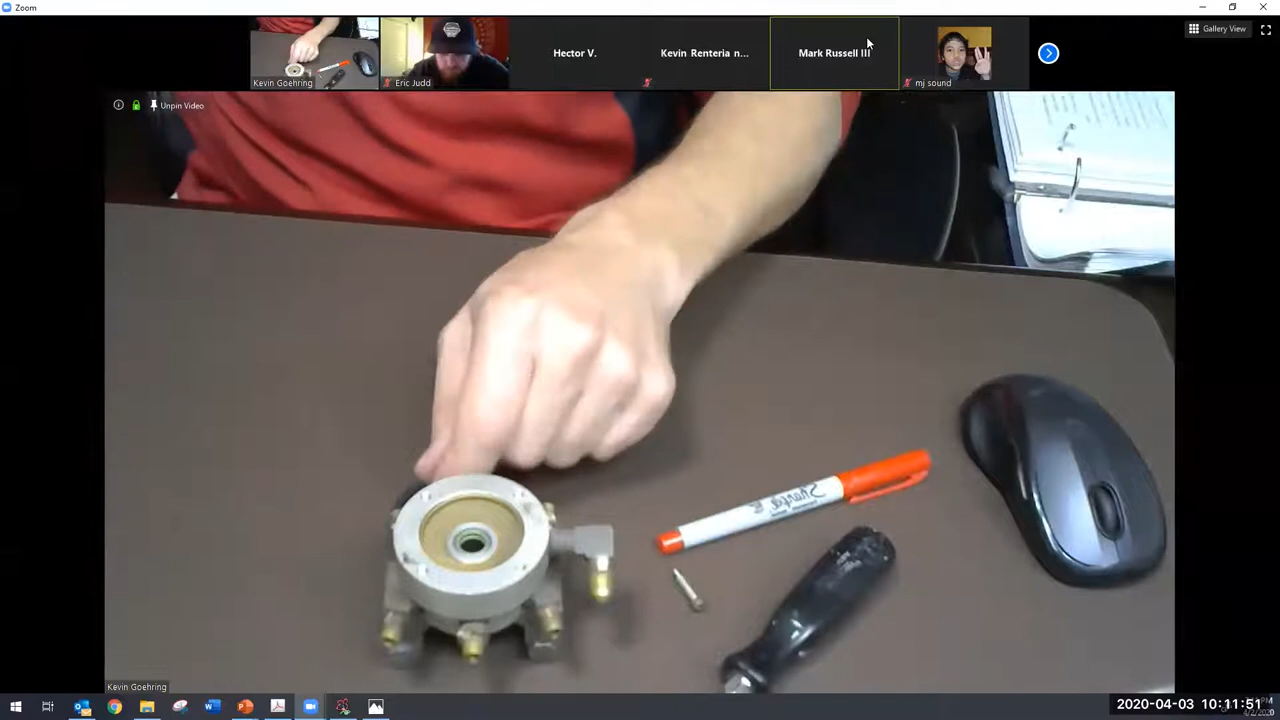 Zoom
Gallery View
Kevin Goehring
Eric Judd
Hector V.
Kevin Renteria n...
Mark Russell III
mj sound
Unpin Video
Sharpie
Kevin Goehring
2020-04-03 10:11:51